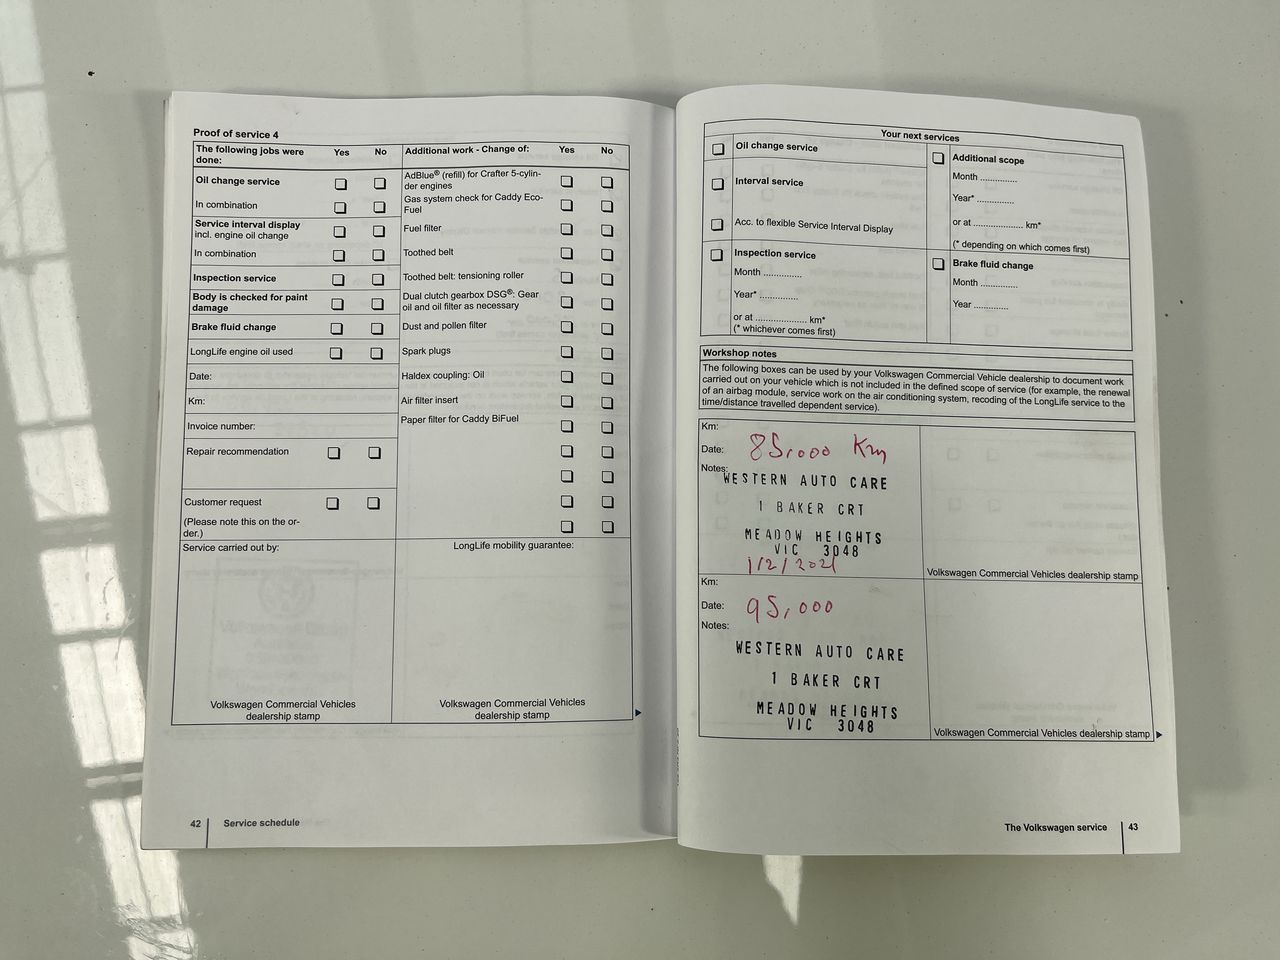 Proof of service 4
The following jobs were done:
Yes
No
Oil change service
In combination
Service interval display
incl. engine oil change
In combination
Inspection service
Body is checked for paint
damage
Brake fluid change
LongLife engine oil used
Date:
Km:
Invoice number:
Repair recommendation
Customer request
(Please note this on the or-
der.)
Additional work - Change of:
Yes
No
AdBlue® (refill) for Crafter 5-cylin-
der engines
Gas system check for Caddy Eco-
Fuel
Fuel filter
Toothed belt
Toothed belt: tensioning roller
Dual clutch gearbox DSG®: Gear
oil and oil filter as necessary
Dust and pollen filter
Spark plugs
Haldex coupling: Oil
Air filter insert
Paper filter for Caddy BiFuel
Service carried out by:
LongLife mobility guarantee:
Volkswagen Commercial Vehicles
dealership stamp
Volkswagen Commercial Vehicles
dealership stamp
42
Service schedule
Your next services
Oil change service
Interval service
Acc. to flexible Service Interval Display
Inspection service
Month ..............
Year* ..............
or at .................... km*
(* whichever comes first)
Additional scope
Month .............
Year* .............
or at .................... km*
(* depending on which comes first)
Brake fluid change
Month .............
Year .............
Workshop notes
The following boxes can be used by your Volkswagen Commercial Vehicle dealership to document work
carried out on your vehicle which is not included in the defined scope of service (for example, the renewal
of an airbag module, service work on the air conditioning system, recoding of the LongLife service to the
time/distance travelled dependent service).
Km:
Date:
85,000 Km
Notes:
WESTERN AUTO CARE
1 BAKER CRT
MEADOW HEIGHTS
VIC 3048
1/2/2021
Volkswagen Commercial Vehicles dealership stamp
Km:
Date:
95,000
Notes:
WESTERN AUTO CARE
1 BAKER CRT
MEADOW HEIGHTS
VIC 3048
Volkswagen Commercial Vehicles dealership stamp
The Volkswagen service
43